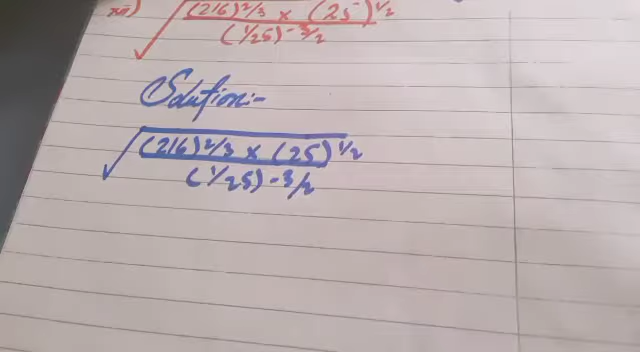 xvii) √(216)^2/3 × (25)^1/2
(1/25)^-3/2
Solution:-
√(216)^2/3 × (25)^1/2
(1/25)^-3/2